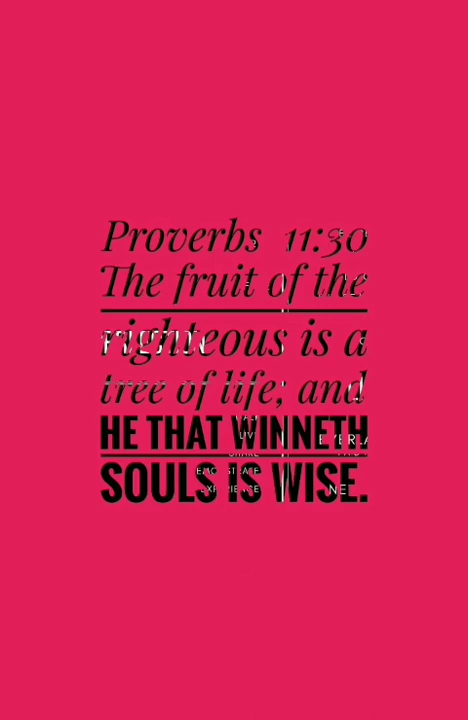 Proverbs 11:30
The fruit of the
righteous is a
tree of life; and
HE THAT WINNETH
SOULS IS WISE.